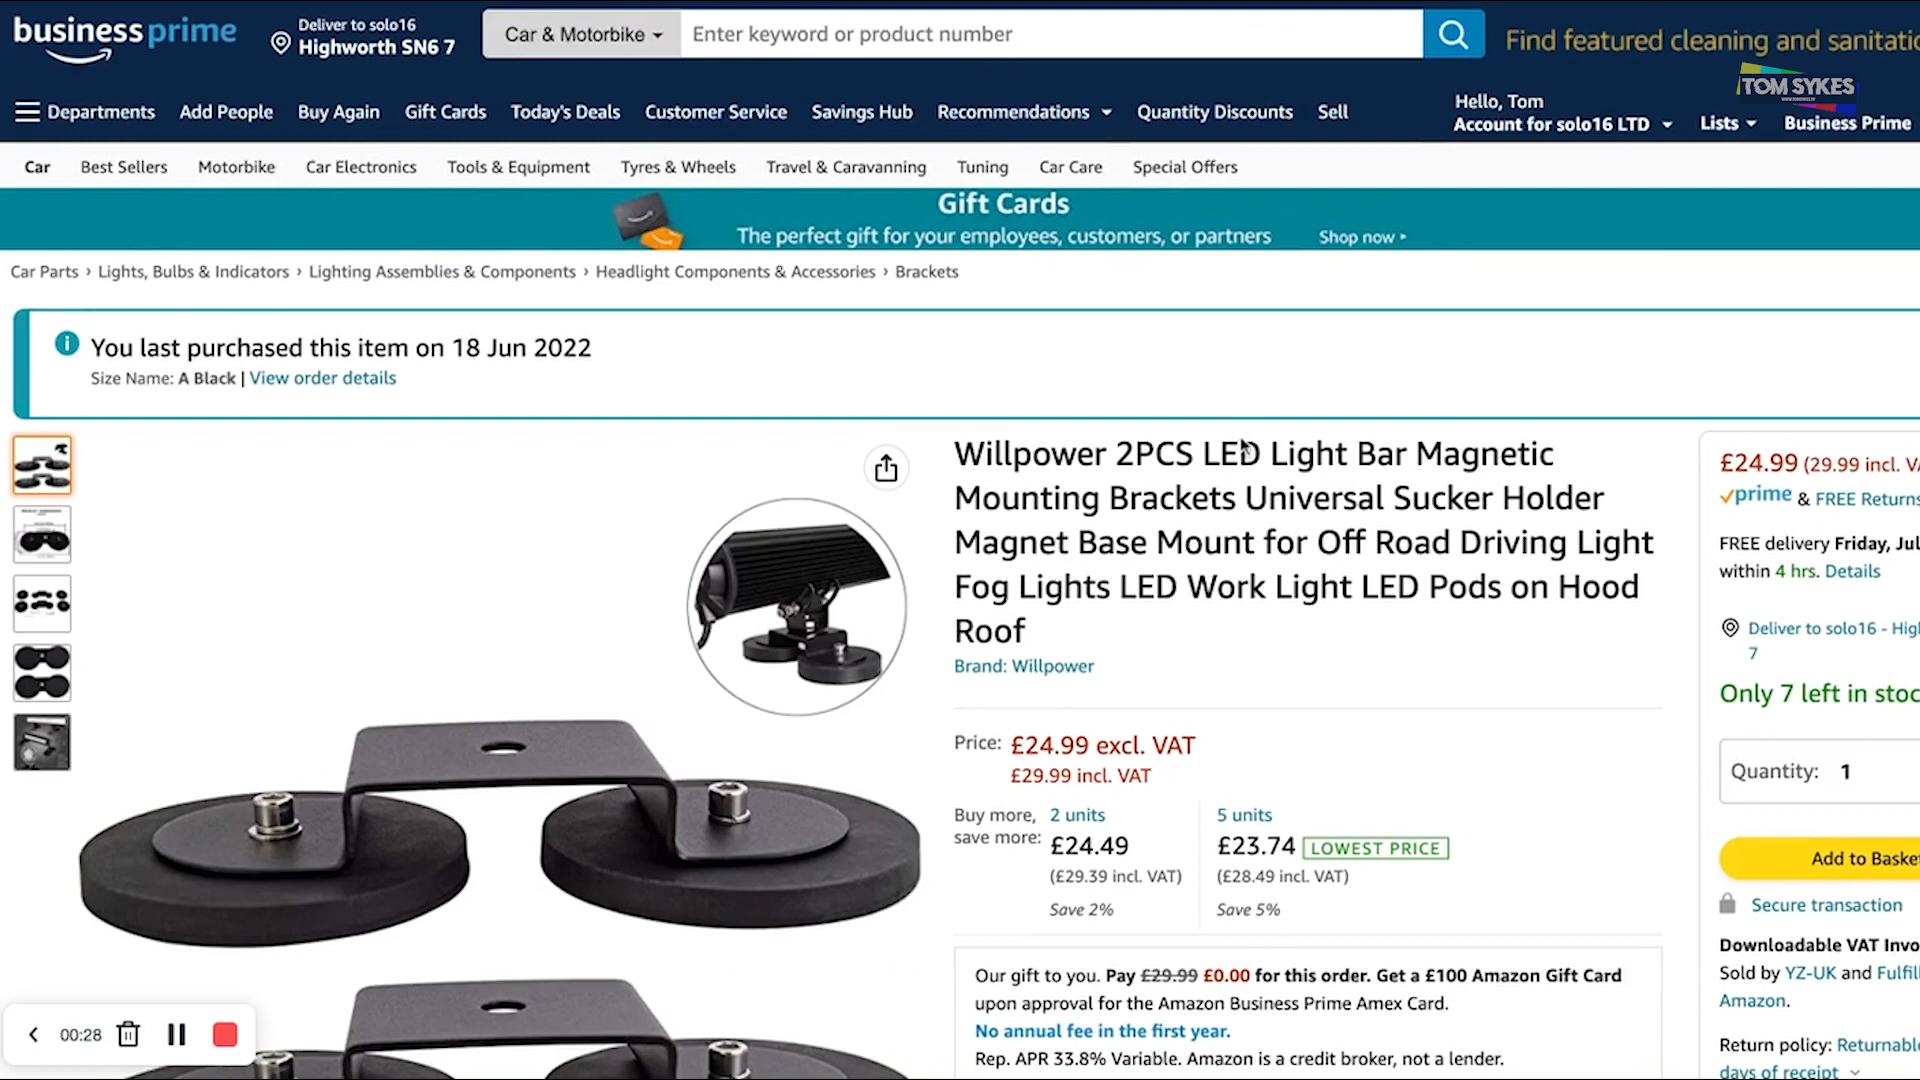 business prime
Deliver to solo16
Highworth SN6 7
Car & Motorbike
Enter keyword or product number
Find featured cleaning and
TOM SYKES
Departments
Add People
Buy Again
Gift Cards
Today's Deals
Customer Service
Savings Hub
Recommendations
Quantity Discounts
Sell
Hello, Tom
Account for solo16 LTD
Lists
Business Prime
Car
Best Sellers
Motorbike
Car Electronics
Tools & Equipment
Tyres & Wheels
Travel & Caravanning
Tuning
Car Care
Special Offers
Gift Cards
The perfect gift for your employees, customers, or partners
Shop now ▸
Car Parts › Lights, Bulbs & Indicators › Lighting Assemblies & Components › Headlight Components & Accessories › Brackets
You last purchased this item on 18 Jun 2022
Size Name: A Black | View order details
Willpower 2PCS LED Light Bar Magnetic
Mounting Brackets Universal Sucker Holder
Magnet Base Mount for Off Road Driving Light
Fog Lights LED Work Light LED Pods on Hood
Roof
Brand: Willpower
Price: £24.99 excl. VAT
£29.99 incl. VAT
Buy more,
save more:
2 units
£24.49
(£29.39 incl. VAT)
Save 2%
5 units
£23.74 LOWEST PRICE
(£28.49 incl. VAT)
Save 5%
Our gift to you. Pay £29.99 £0.00 for this order. Get a £100 Amazon Gift Card
upon approval for the Amazon Business Prime Amex Card.
No annual fee in the first year.
Rep. APR 33.8% Variable. Amazon is a credit broker, not a lender.
£24.99 (29.99 incl.
prime & FREE Returns
FREE delivery Friday, Jul
within 4 hrs. Details
Deliver to solo16 -
7
Only 7 left in
Quantity: 1
Add to
Secure transaction
Downloadable VAT
Sold by YZ-UK and
Amazon.
Return policy:
days of receipt
00:28